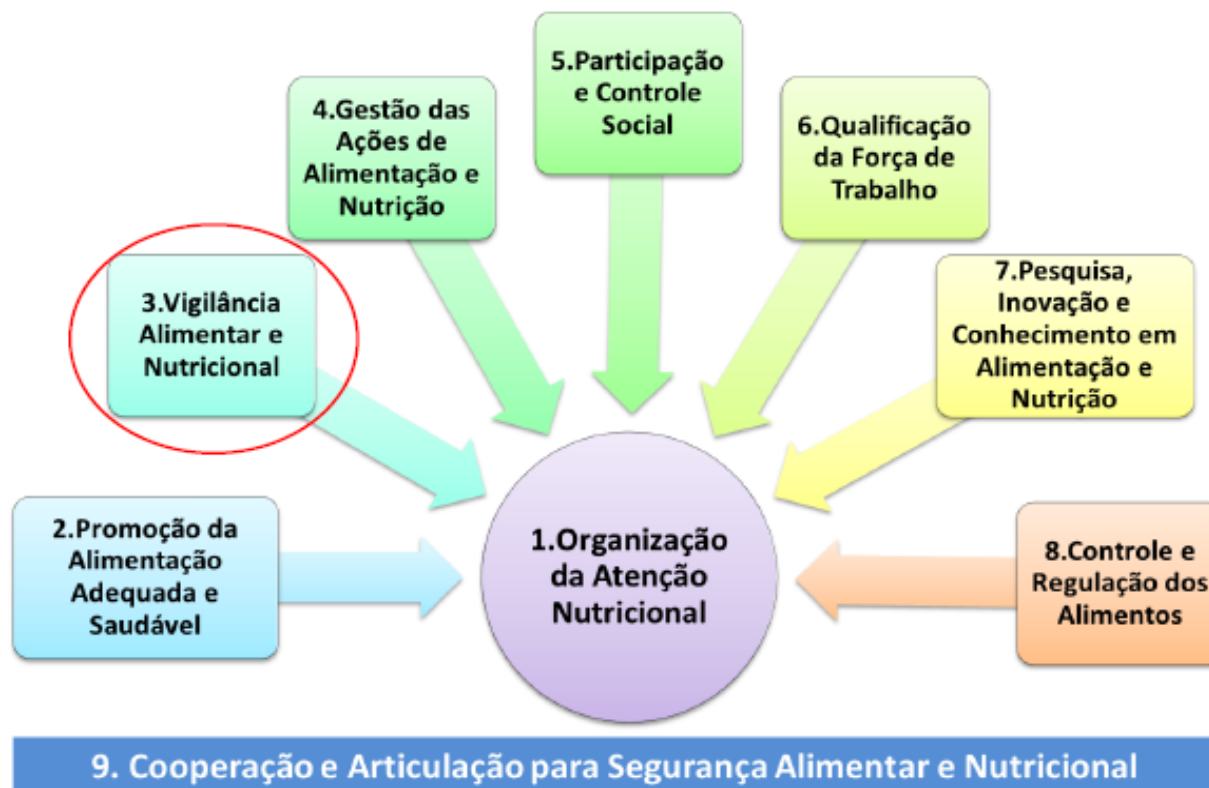 5.Participação
e Controle
Social
4.Gestão das
Ações de
Alimentação e
Nutrição
6.Qualificação
da Força de
Trabalho
3.Vigilância
Alimentar e
Nutricional
7.Pesquisa,
Inovação e
Conhecimento em
Alimentação e
Nutrição
2.Promoção da
Alimentação
Adequada e
Saudável
1.Organização
da Atenção
Nutricional
8.Controle e
Regulação dos
Alimentos
9. Cooperação e Articulação para Segurança Alimentar e Nutricional